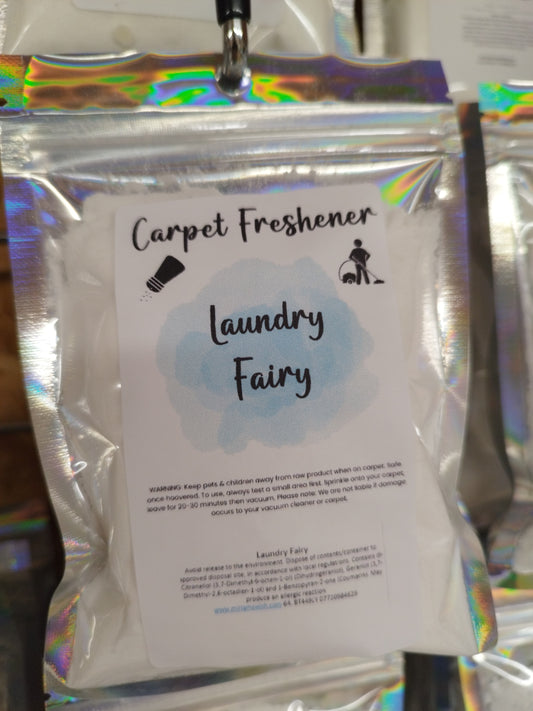 Carpet Freshener
Laundry
Fairy
WARNING: Keep pets & children away from raw product when on carpet. Safe
once hoovered. To use, always test a small area first. Sprinkle onto your carpet,
leave for 20-30 minutes then vacuum. Please note: We are not liable if damage
occurs to your vacuum cleaner or carpet.
Laundry Fairy
Avoid release to the environment. Dispose of contents/container to
approved disposal site, in accordance with local regulations. Contains dl-
Citronellol (3,7-Dimethyl-6-octen-1-ol) (Dihydrogeraniol), Geraniol (3,7-
Dimethyl-2,6-octadien-1-ol) and 1-Benzopyran-2-one (Coumarin). May
produce an allergic reaction
64, BT448LY 07710984629